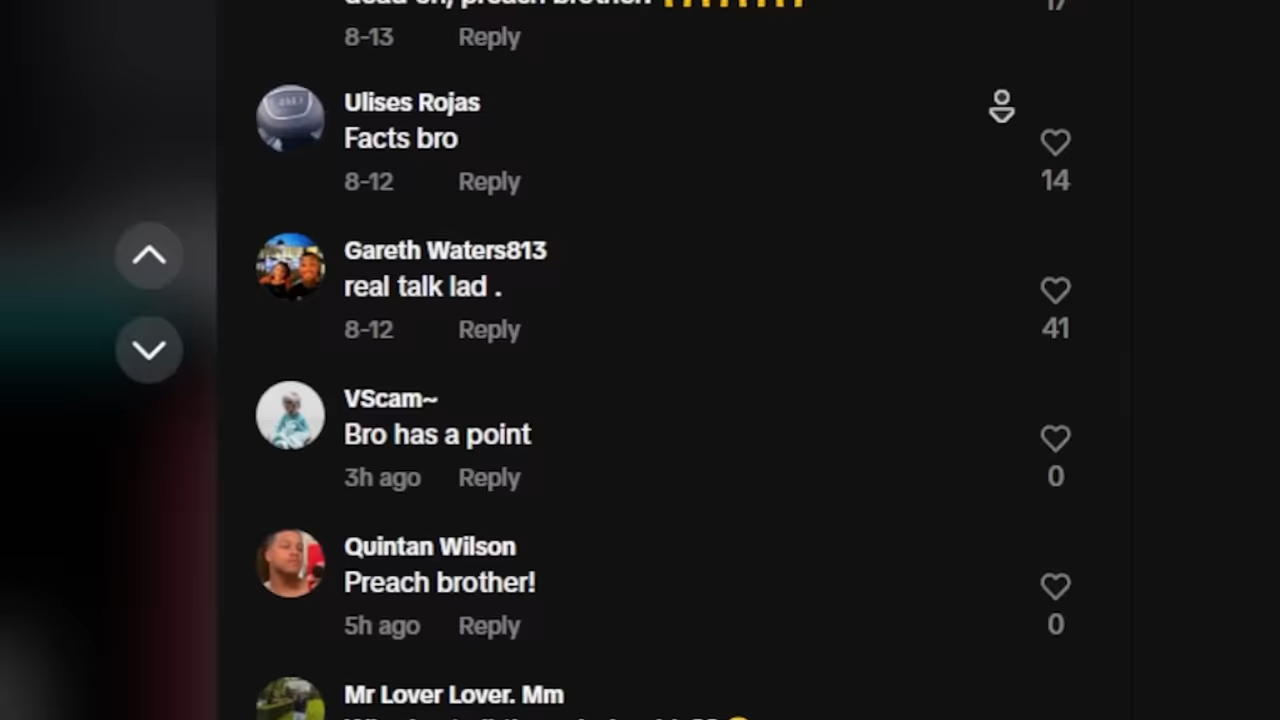 dead on, preach brother!
17
8-13 Reply
Ulises Rojas
Facts bro
8-12 Reply
14
Gareth Waters813
real talk lad .
8-12 Reply
41
VScam~
Bro has a point
3h ago Reply
0
Quintan Wilson
Preach brother!
5h ago Reply
0
Mr Lover Lover. Mm